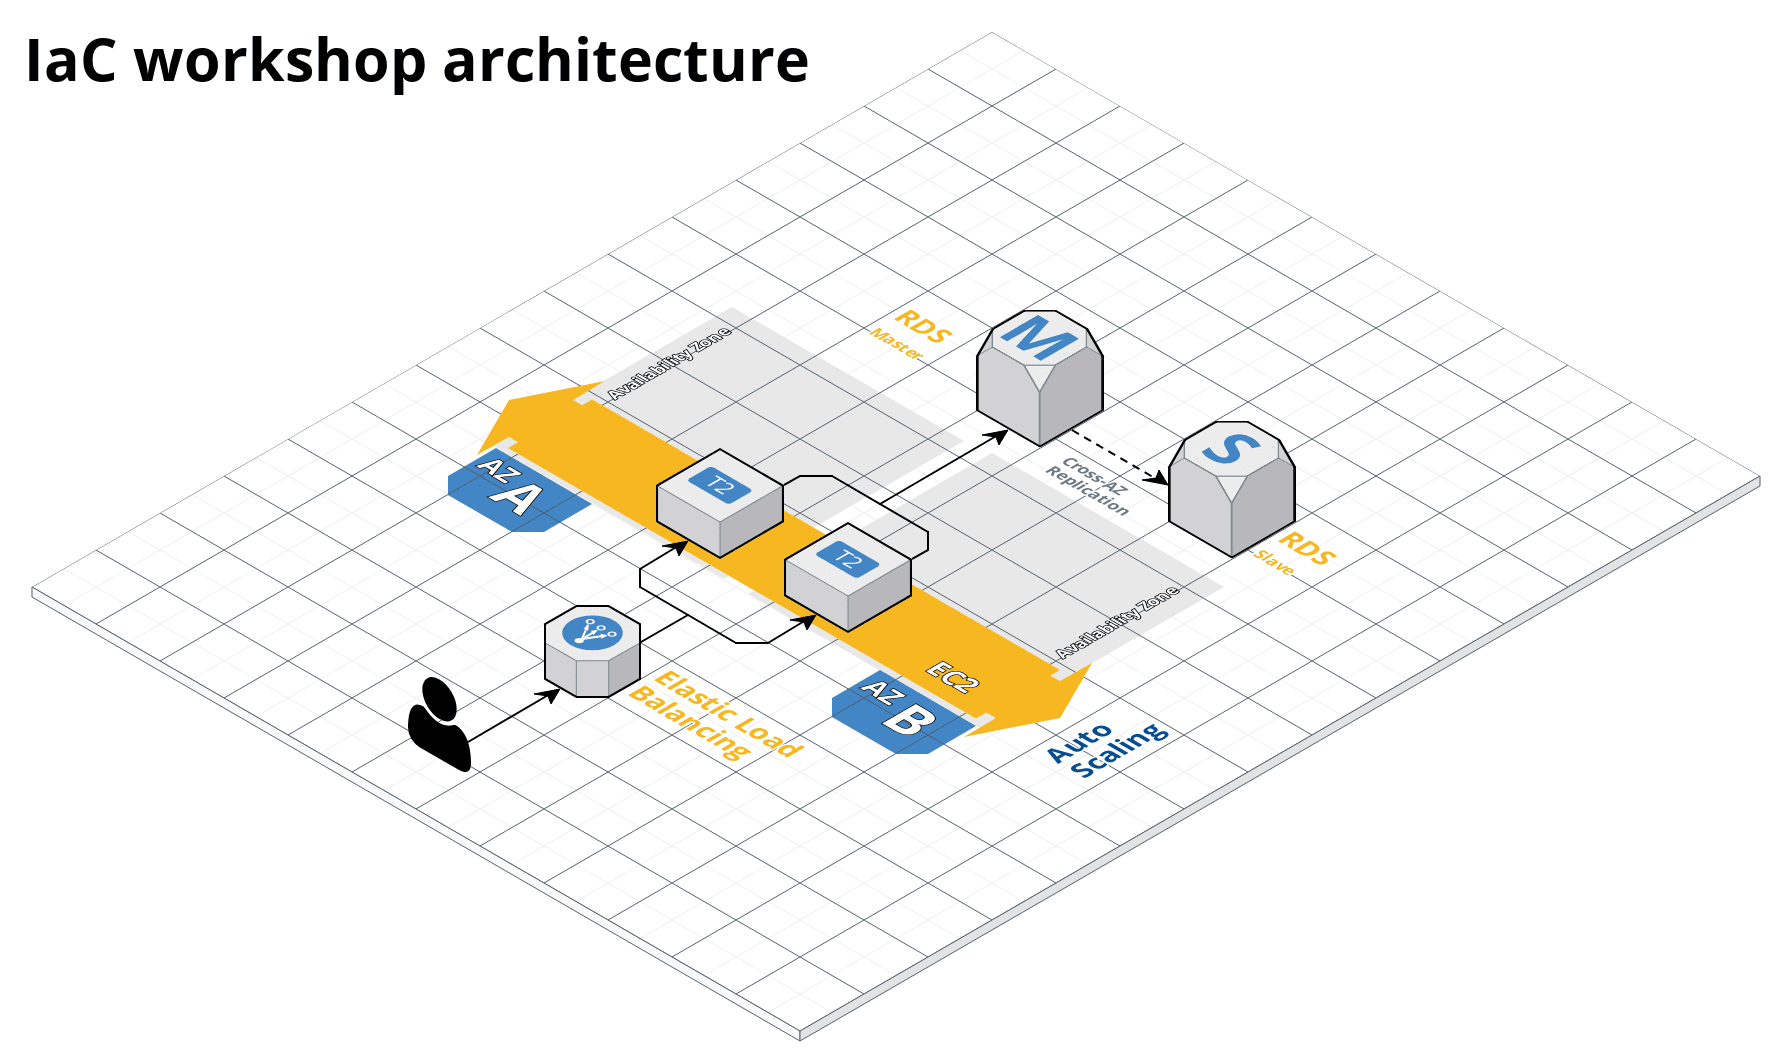 IaC workshop architecture
Availability Zone
RDS
Master
M
AZ
A
T2
T2
Cross-AZ
Replication
S
RDS
Slave
Availability Zone
EC2
AZ
B
Elastic Load
Balancing
Auto
Scaling